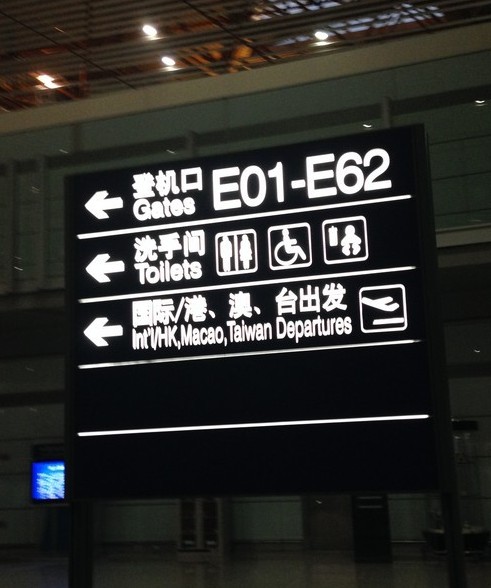 登机口
Gates E01-E62
洗手间
Toilets
国际/港、澳、台出发
Int'l/HK,Macao,Taiwan Departures